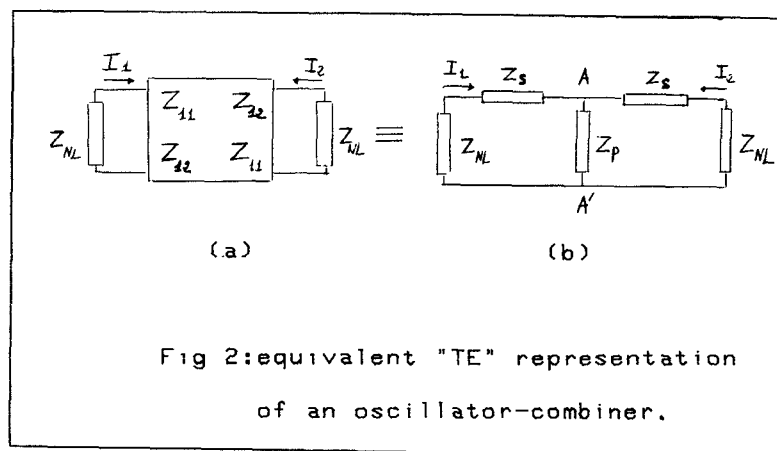 I1 I2
Z11 Z12
ZNL ZNL
Z12 Z11
≡
(a)
I1 Zs A Zs I2
ZNL Zp ZNL
A'
(b)
Fig 2:equivalent "TE" representation
of an oscillator-combiner.